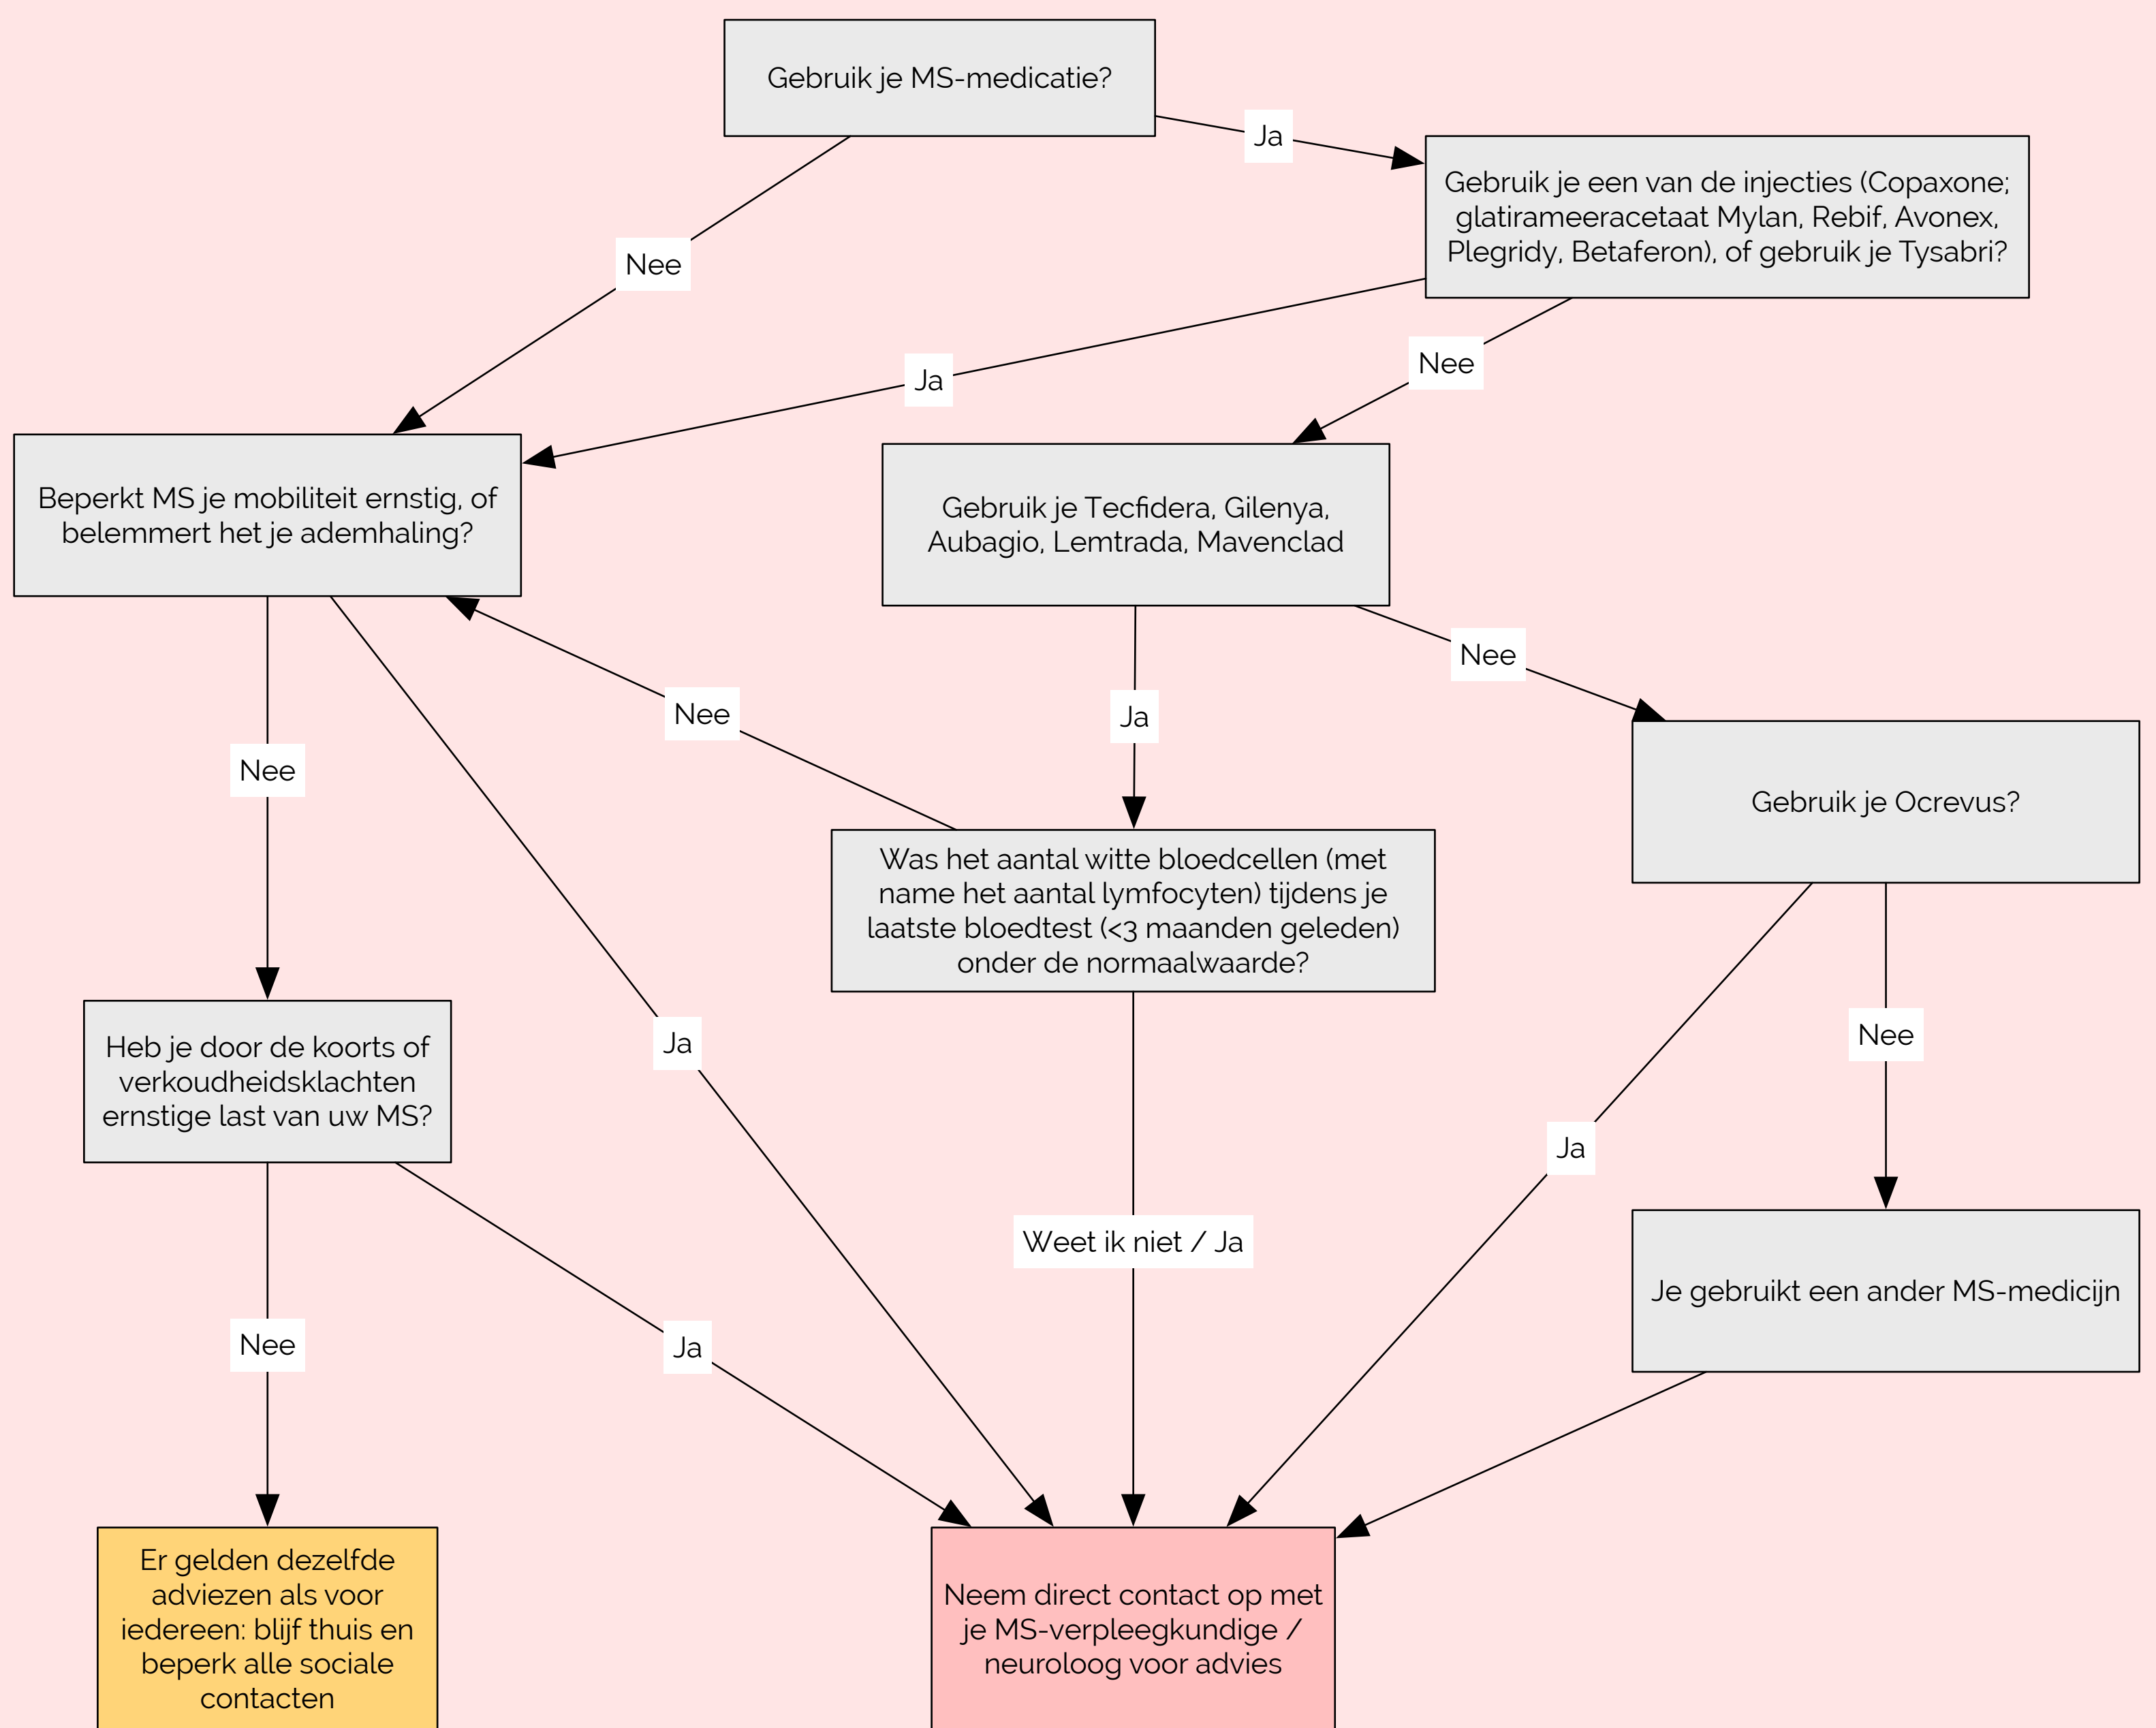 Gebruik je MS-medicatie?
Ja
Gebruik je een van de injecties (Copaxone;
glatirameeracetaat Mylan, Rebif, Avonex,
Plegridy, Betaferon), of gebruik je Tysabri?
Nee
Nee
Ja
Beperkt MS je mobiliteit ernstig, of
belemmert het je ademhaling?
Gebruik je Tecfidera, Gilenya,
Aubagio, Lemtrada, Mavenclad
Nee
Nee
Ja
Nee
Gebruik je Ocrevus?
Was het aantal witte bloedcellen (met
name het aantal lymfocyten) tijdens je
laatste bloedtest (<3 maanden geleden)
onder de normaalwaarde?
Heb je door de koorts of
verkoudheidsklachten
ernstige last van uw MS?
Ja
Nee
Ja
Weet ik niet / Ja
Je gebruikt een ander MS-medicijn
Nee
Ja
Er gelden dezelfde
adviezen als voor
iedereen: blijf thuis en
beperk alle sociale
contacten
Neem direct contact op met
je MS-verpleegkundige /
neuroloog voor advies